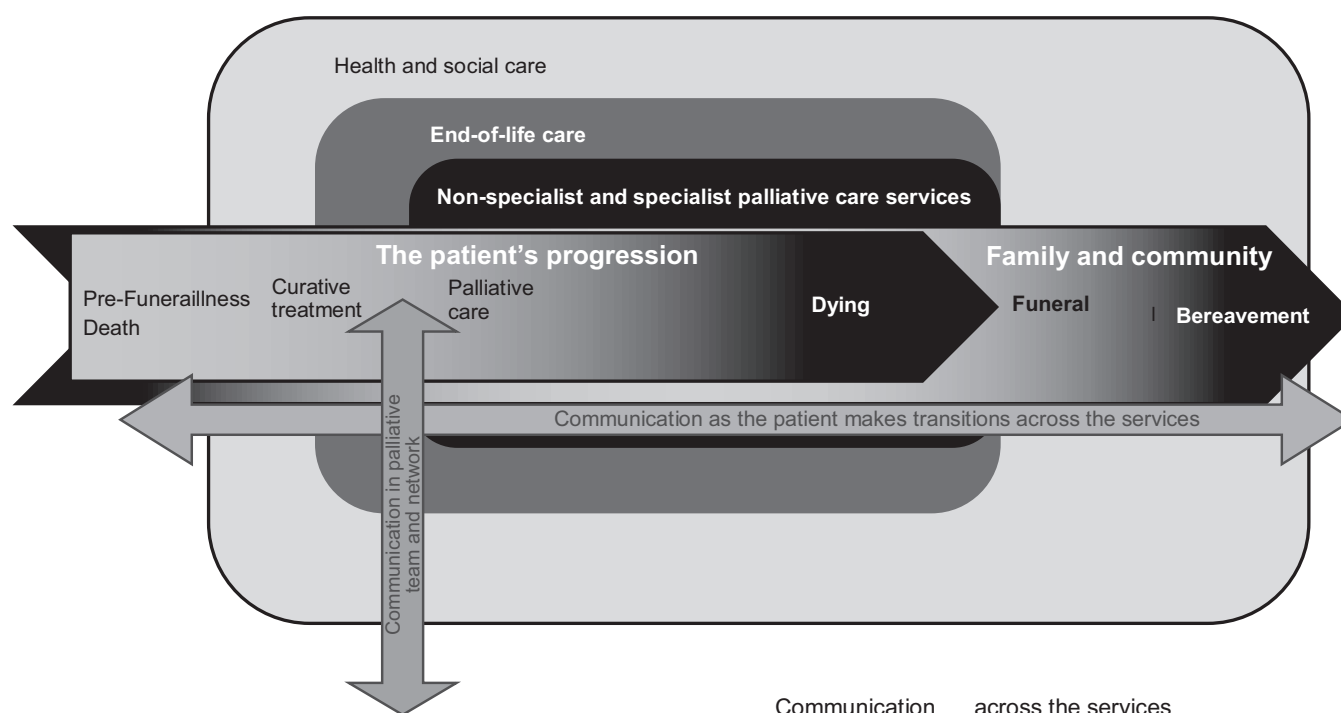 Health and social care
End-of-life care
Non-specialist and specialist palliative care services
The patient’s progression
Family and community
Pre-Funeraillness
Death
Curative
treatment
Palliative
care
Dying
Funeral
l
Bereavement
Communication as the patient makes transitions across the services
Communication in palliative
team and network
Communication across the services